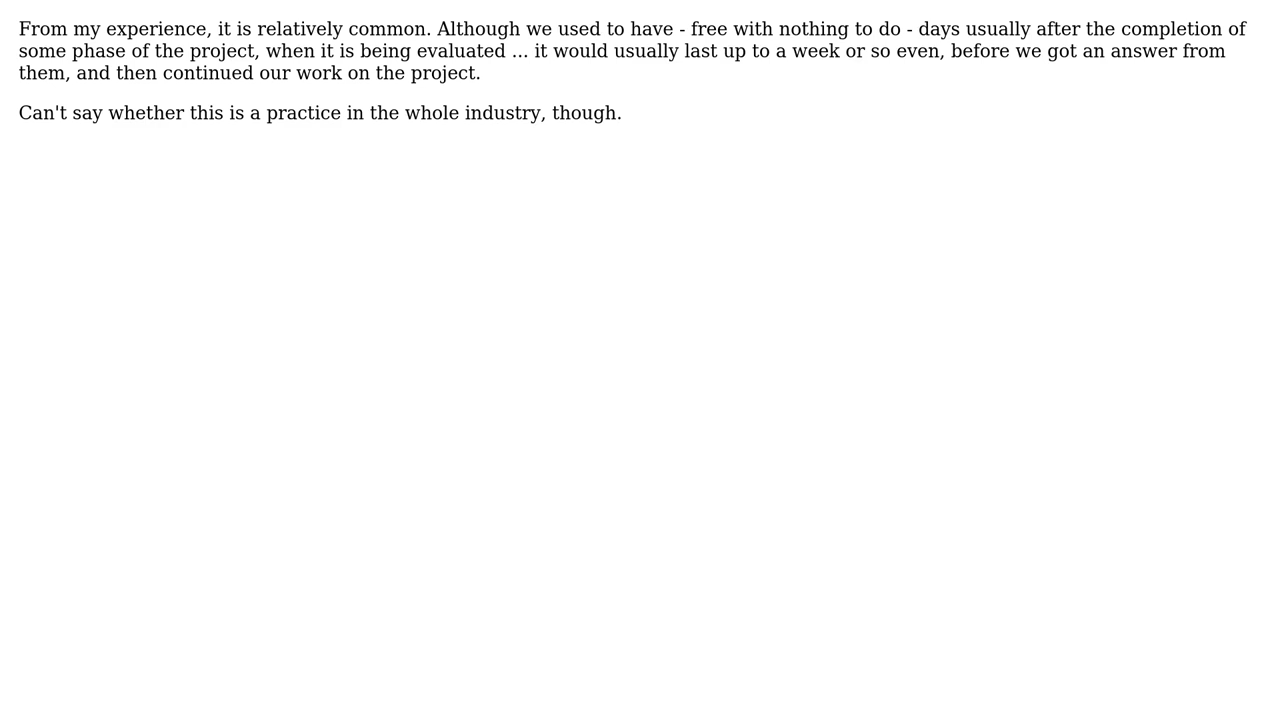 From my experience, it is relatively common. Although we used to have - free with nothing to do - days usually after the completion of
some phase of the project, when it is being evaluated ... it would usually last up to a week or so even, before we got an answer from
them, and then continued our work on the project.
Can't say whether this is a practice in the whole industry, though.